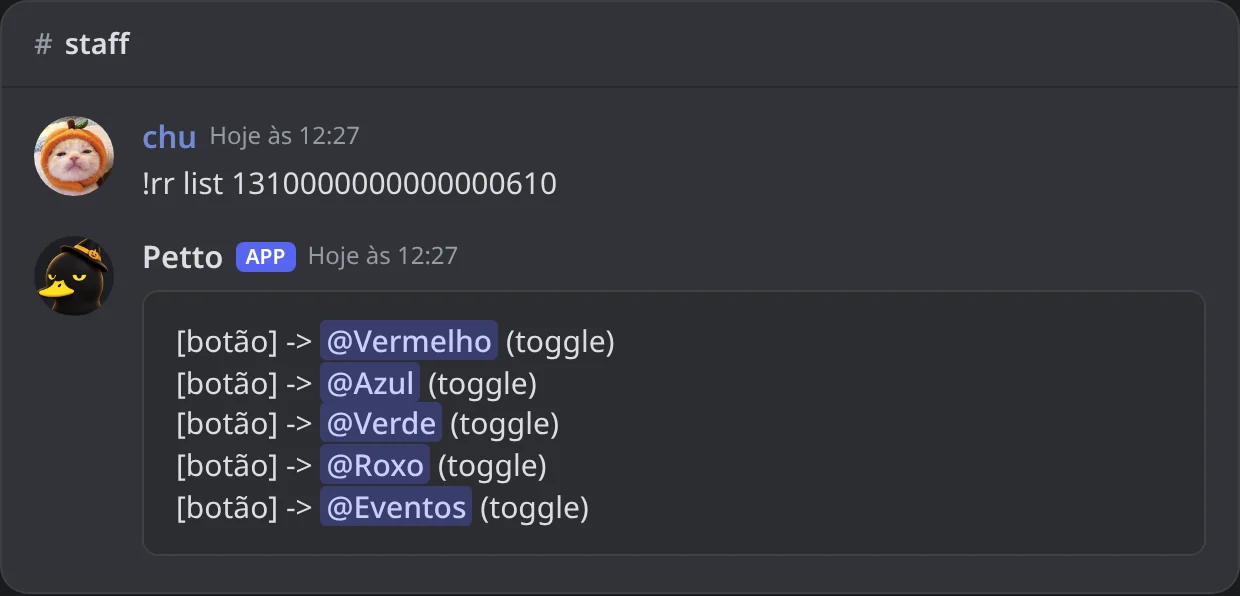 # staff
chu Hoje às 12:27
!rr list 1310000000000000610
Petto APP Hoje às 12:27
[botão] -> @Vermelho (toggle)
[botão] -> @Azul (toggle)
[botão] -> @Verde (toggle)
[botão] -> @Roxo (toggle)
[botão] -> @Eventos (toggle)